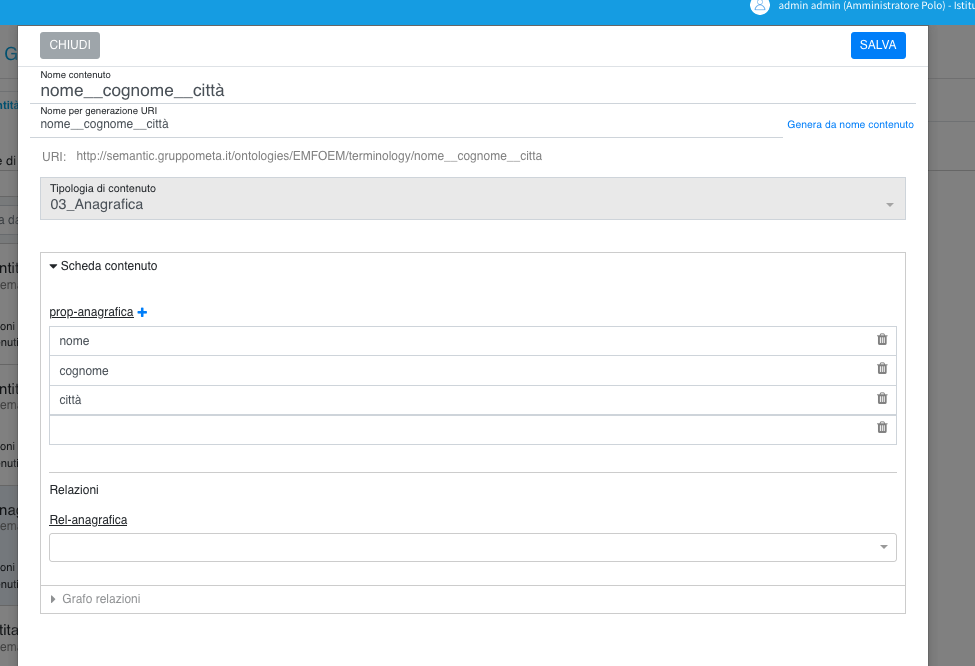 admin admin (Amministratore Polo) - Istitu
CHIUDI
SALVA
Nome contenuto
nome__cognome__città
Nome per generazione URI
nome__cognome__città
Genera da nome contenuto
URI: http://semantic.gruppometa.it/ontologies/EMFOEM/terminology/nome__cognome__citta
Tipologia di contenuto
03_Anagrafica
Scheda contenuto
prop-anagrafica
nome
cognome
città
Relazioni
Rel-anagrafica
Grafo relazioni